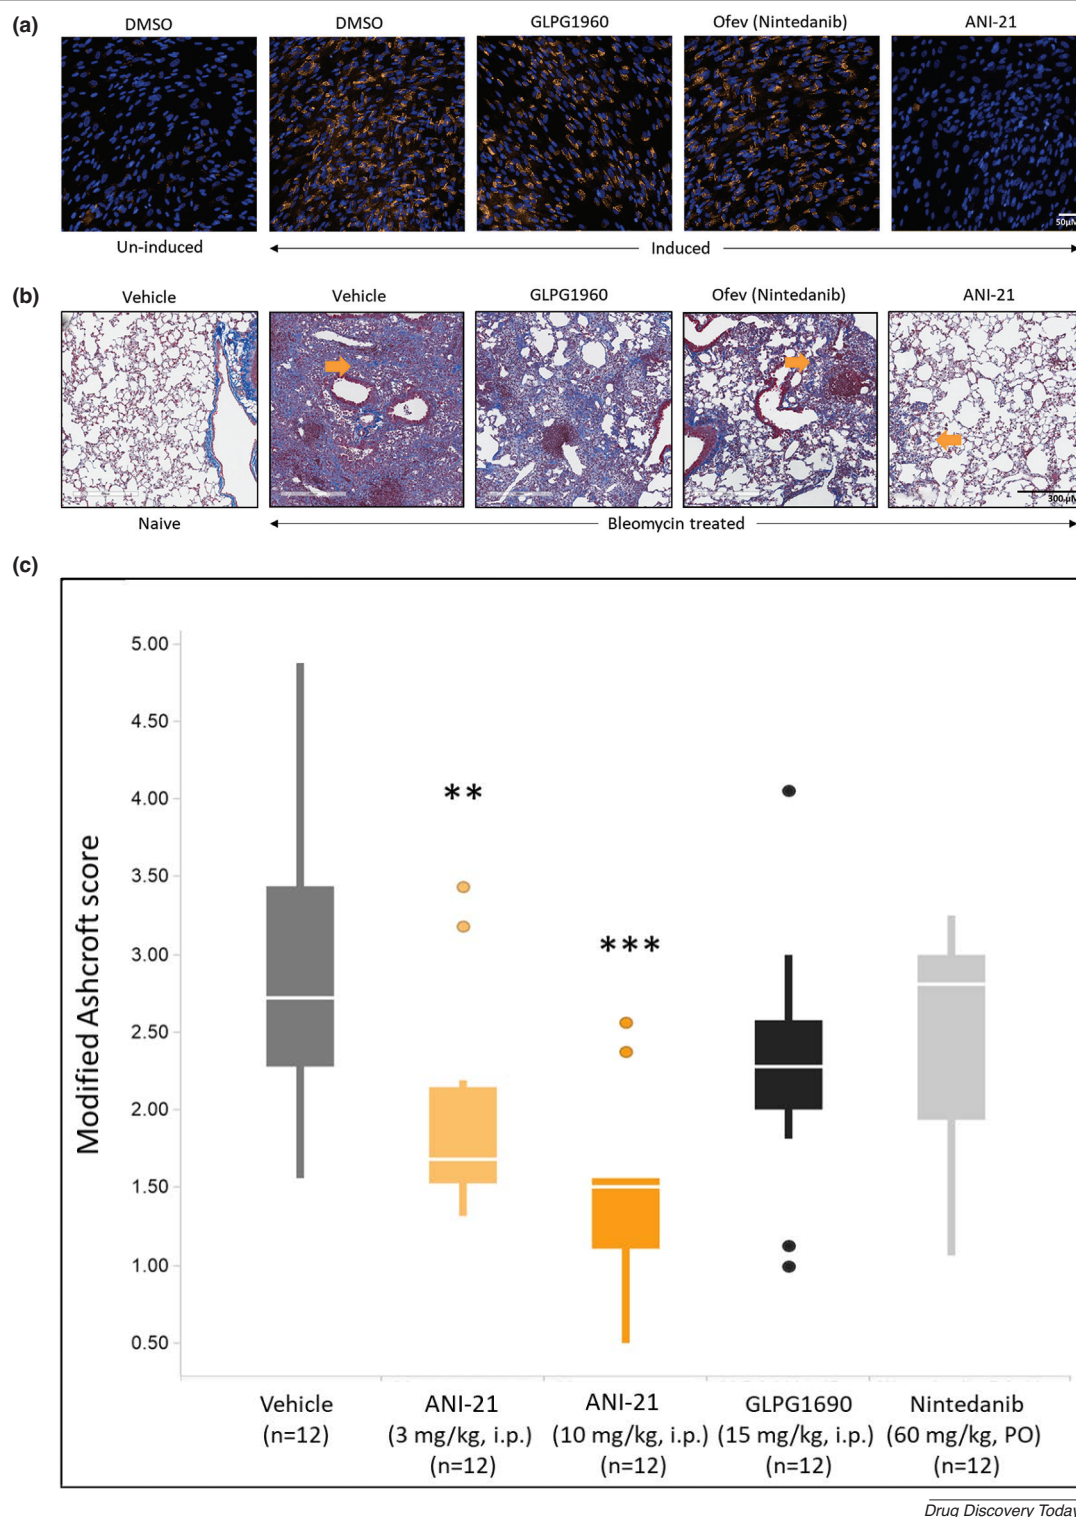 (a)
DMSO DMSO GLPG1960 Ofev (Nintedanib) ANI-21
50µM
Un-induced Induced
(b)
Vehicle Vehicle GLPG1960 Ofev (Nintedanib) ANI-21
300 µM
Naive Bleomycin treated
(c)
5.00
4.50
**
4.00
3.50
***
3.00
2.50
2.00
1.50
1.00
0.50
Modified Ashcroft score
Vehicle ANI-21 ANI-21 GLPG1690 Nintedanib
(n=12) (3 mg/kg, i.p.) (10 mg/kg, i.p.) (15 mg/kg, i.p.) (60 mg/kg, PO)
(n=12) (n=12) (n=12) (n=12)
Drug Discovery Today